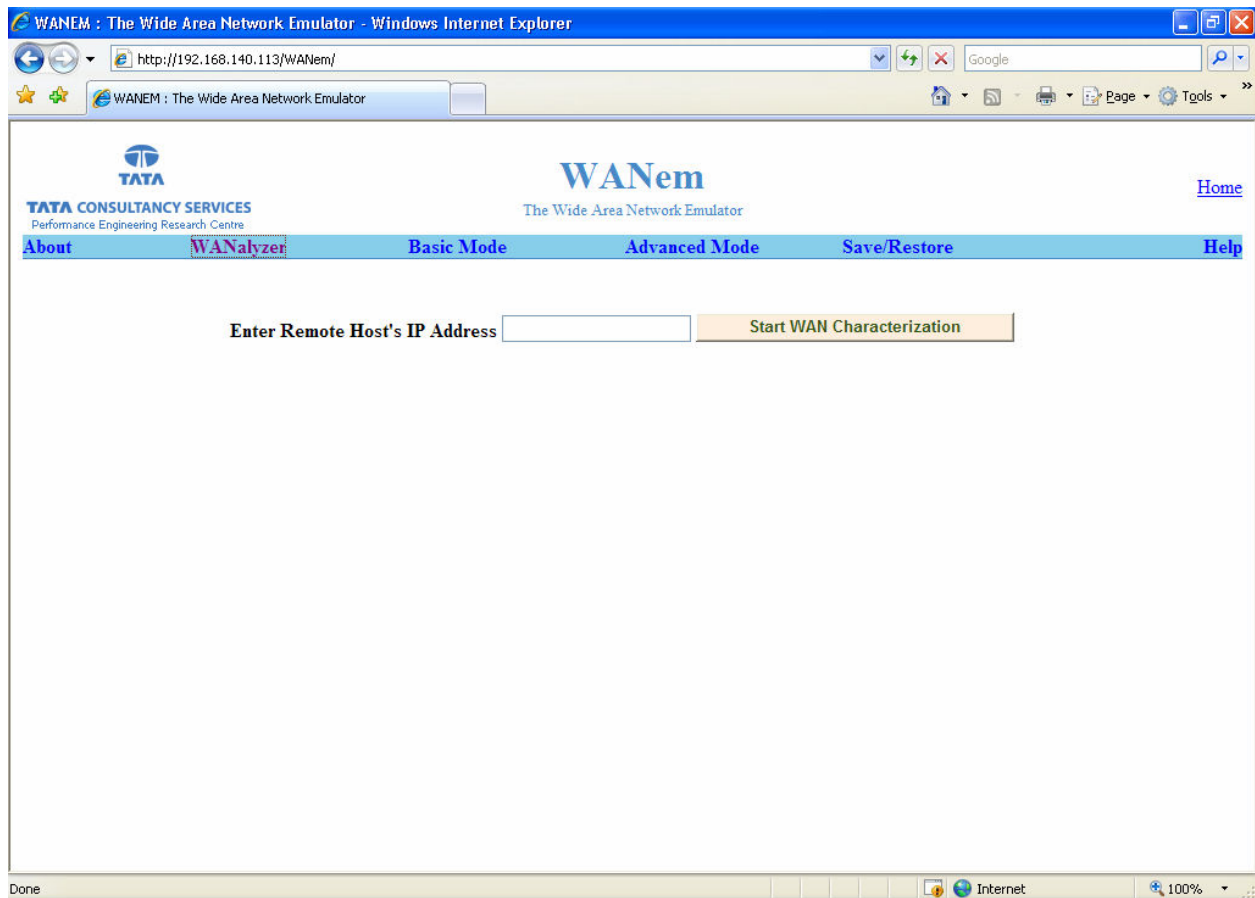 WANEM : The Wide Area Network Emulator - Windows Internet Explorer
http://192.168.140.113/WANem/
Google
WANEM : The Wide Area Network Emulator
Page
Tools
TATA
TATA CONSULTANCY SERVICES
Performance Engineering Research Centre
WANem
The Wide Area Network Emulator
Home
About WANalyzer Basic Mode Advanced Mode Save/Restore Help
Enter Remote Host's IP Address Start WAN Characterization
Done Internet 100%